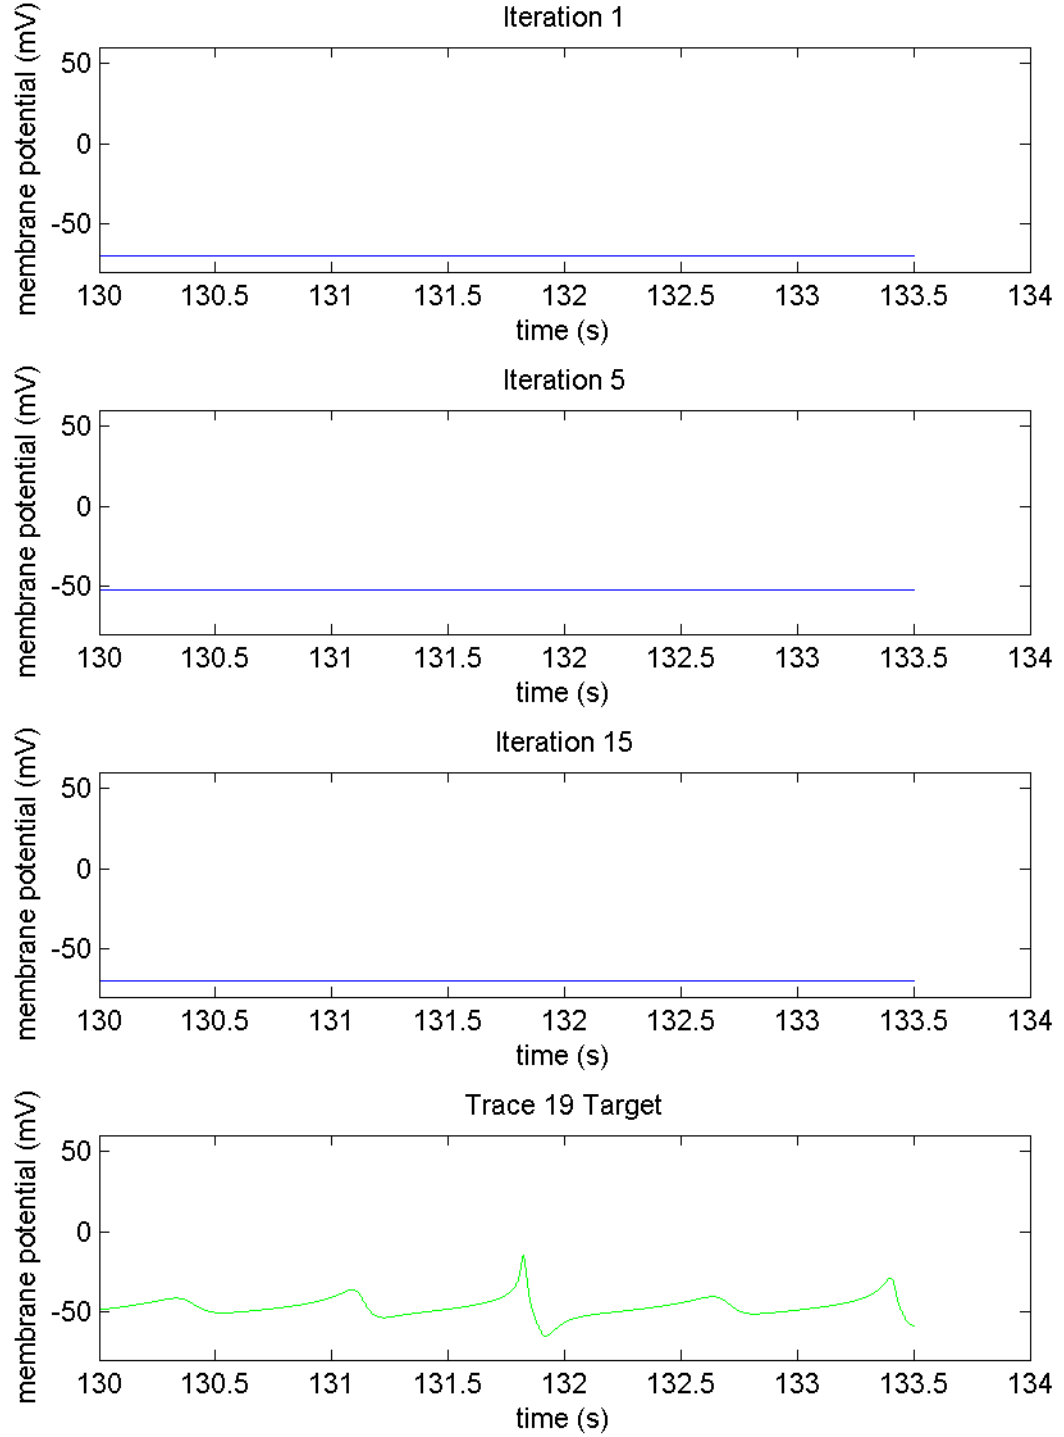 Iteration 1
membrane potential (mV)
50
0
-50
130 130.5 131 131.5 132 132.5 133 133.5 134
time (s)
Iteration 5
membrane potential (mV)
50
0
-50
130 130.5 131 131.5 132 132.5 133 133.5 134
time (s)
Iteration 15
membrane potential (mV)
50
0
-50
130 130.5 131 131.5 132 132.5 133 133.5 134
time (s)
Trace 19 Target
membrane potential (mV)
50
0
-50
130 130.5 131 131.5 132 132.5 133 133.5 134
time (s)